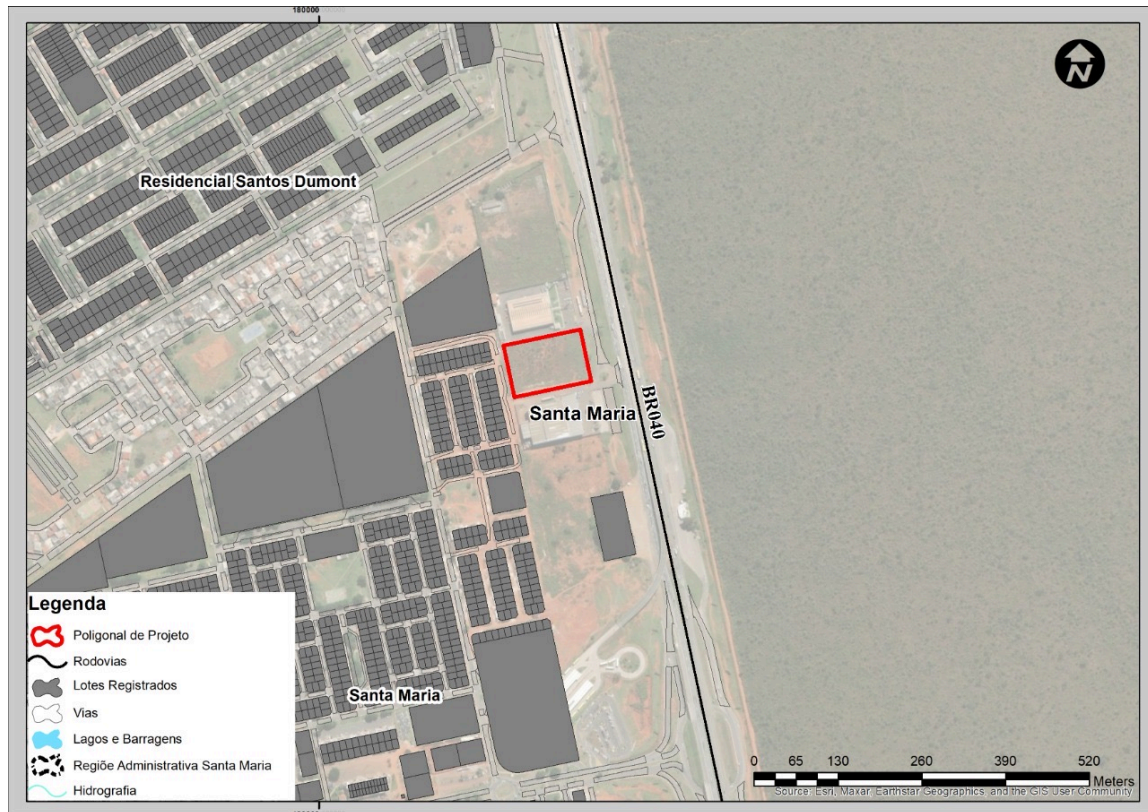 180000
N
Residencial Santos Dumont
Santa Maria
BR040
Santa Maria
Legenda
Poligonal de Projeto
Rodovias
Lotes Registrados
Vias
Lagos e Barragens
Regiõe Administrativa Santa Maria
Hidrografia
0 65 130 260 390 520
Meters
Source: Esri, Maxar, Earthstar Geographics, and the GIS User Community